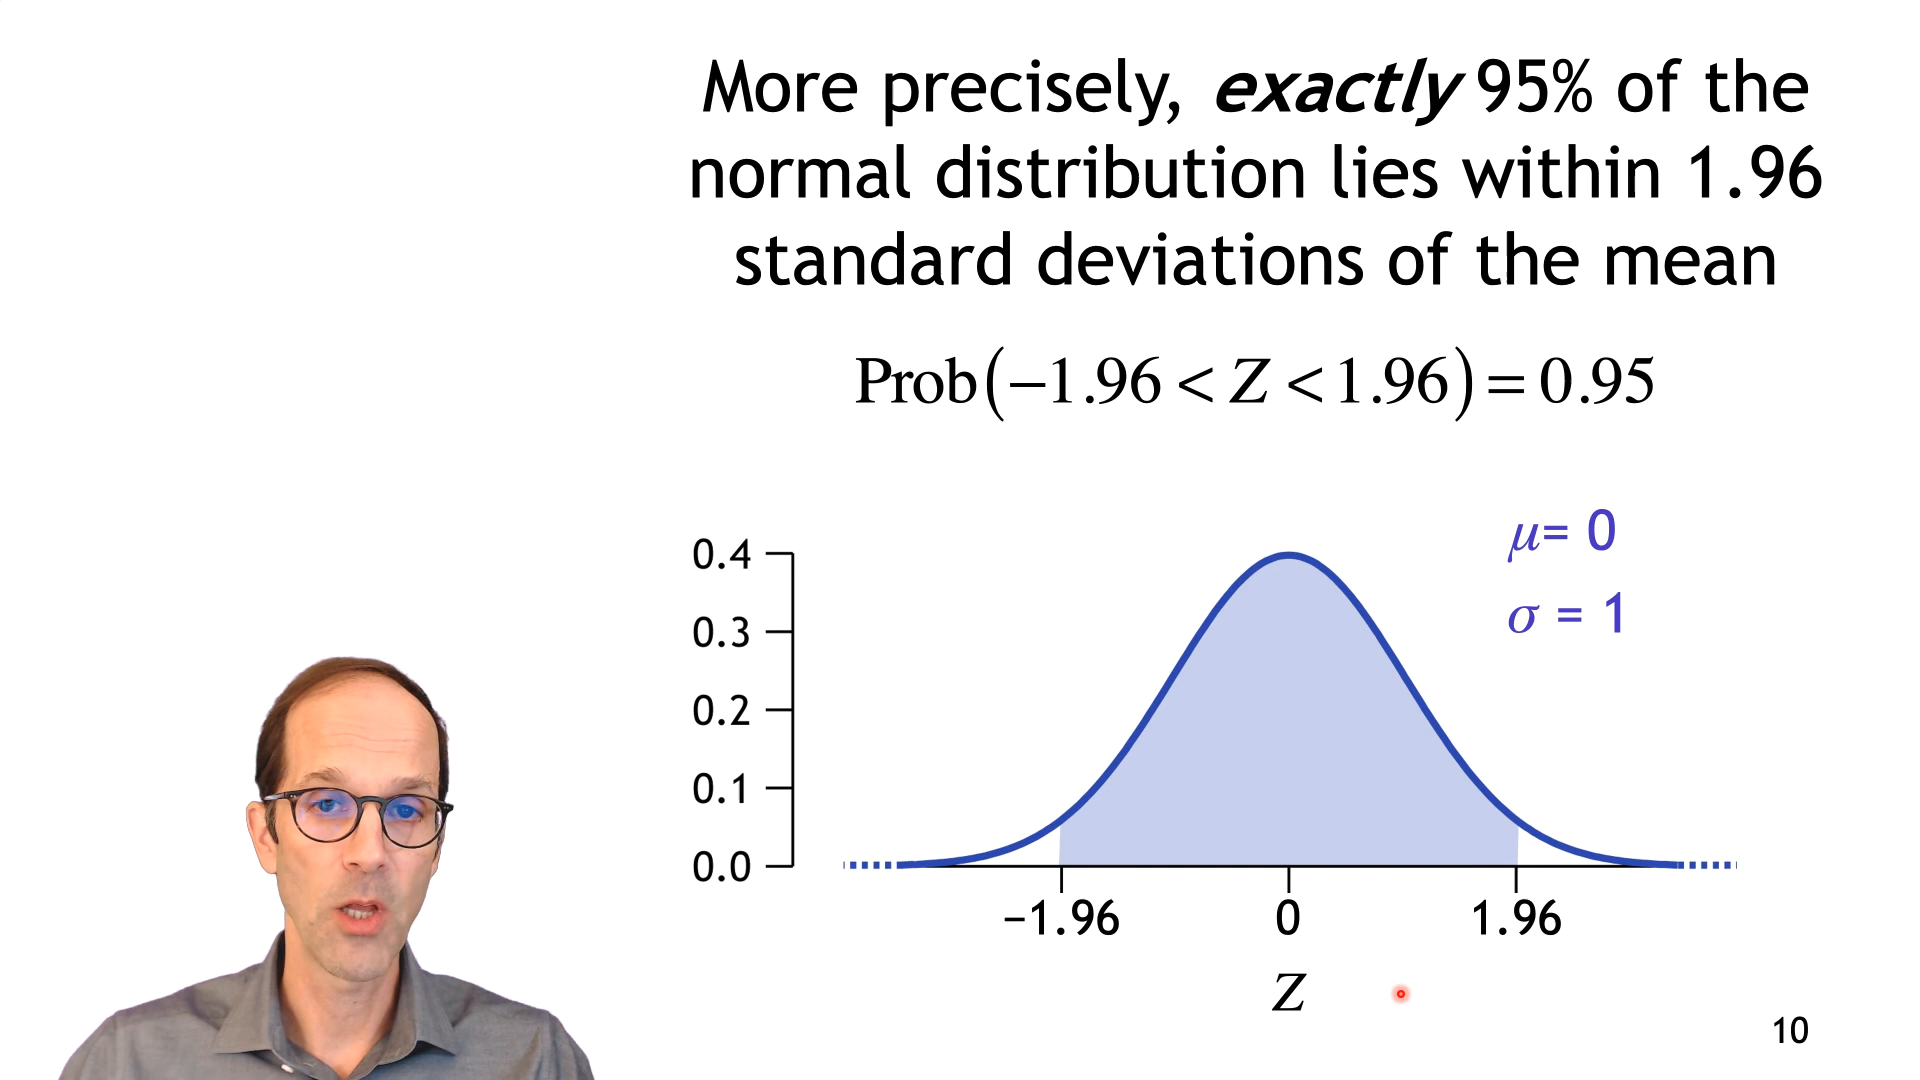 More precisely, exactly 95% of the
normal distribution lies within 1.96
standard deviations of the mean
Prob(−1.96 < Z < 1.96) = 0.95
μ= 0
σ = 1
0.4
0.3
0.2
0.1
0.0
−1.96 0 1.96
Z
10